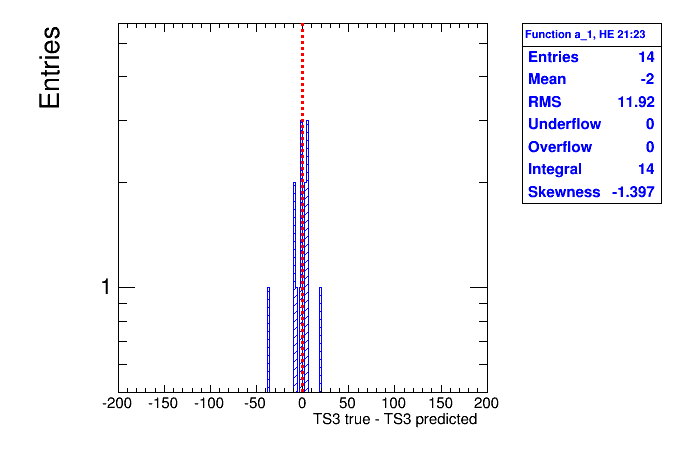 Entries
Function a_1, HE 21:23
Entries 14
Mean -2
RMS 11.92
Underflow 0
Overflow 0
Integral 14
Skewness -1.397
1
-200 -150 -100 -50 0 50 100 150 200
TS3 true - TS3 predicted